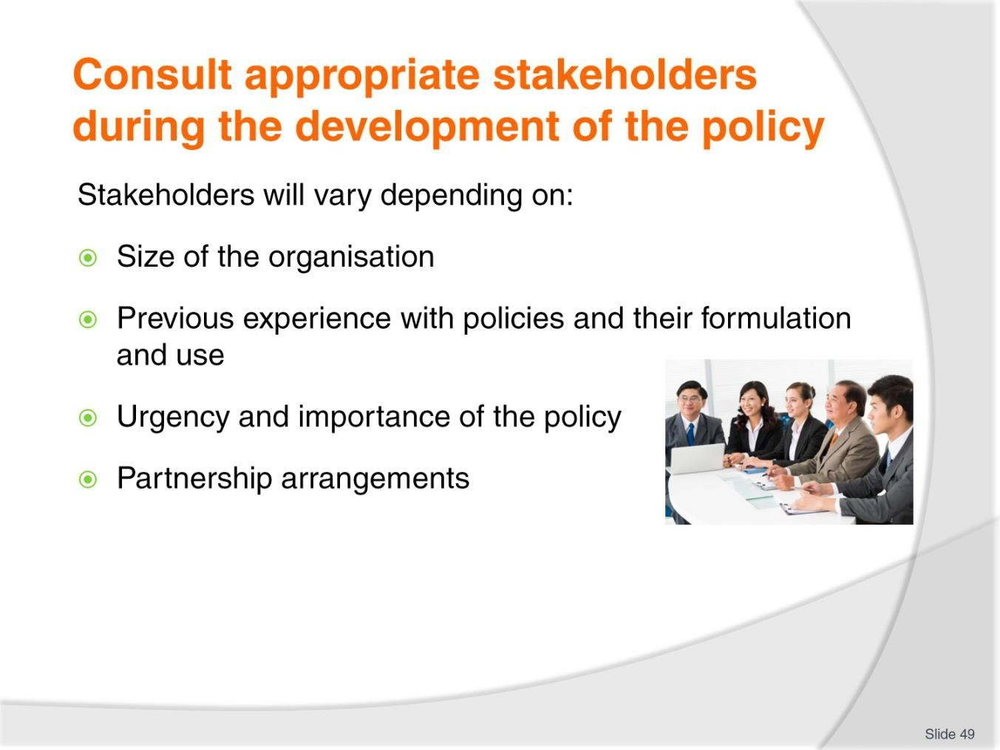 Consult appropriate stakeholders
during the development of the policy
Stakeholders will vary depending on:
Size of the organisation
Previous experience with policies and their formulation
and use
Urgency and importance of the policy
Partnership arrangements
Slide 49